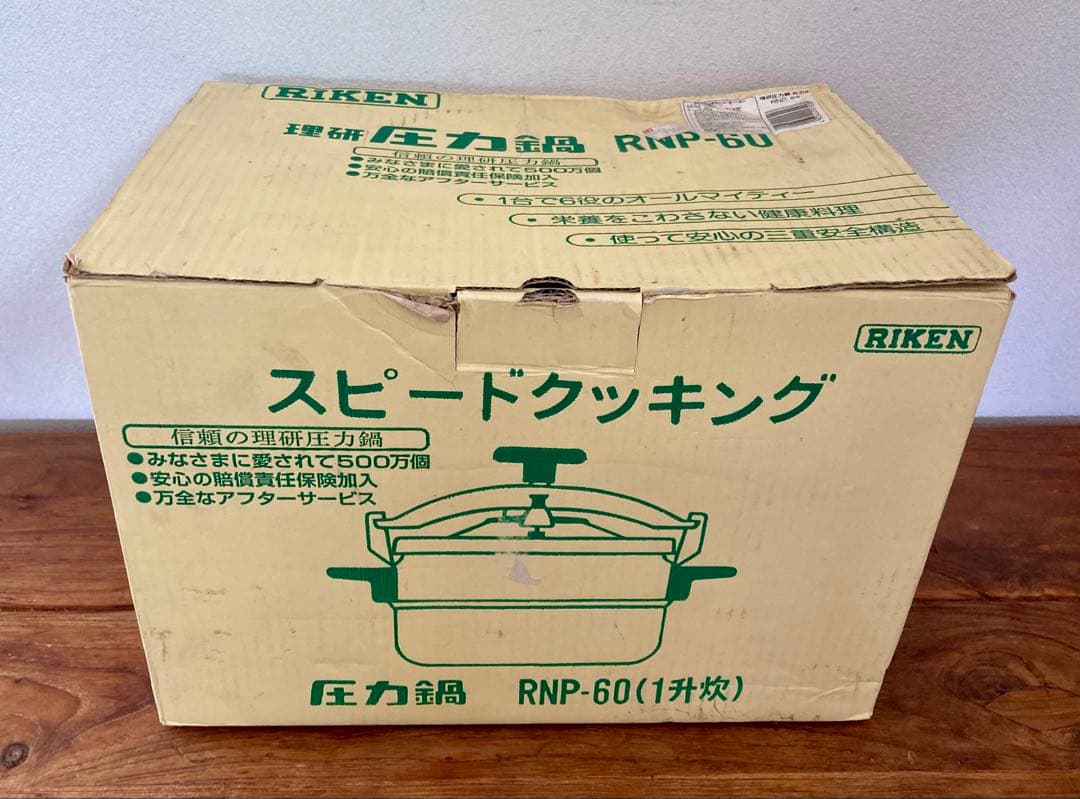 RIKEN
理研 圧力鍋 RNP-60
信頼の理研圧力鍋
●みなさまに愛されて500万個
●安心の賠償責任保険加入
●万全なアフターサービス
・1台で6役のオールマイティー
・栄養をこわさない健康料理
・使って安心の三重安全構造
RIKEN
スピードクッキング
信頼の理研圧力鍋
●みなさまに愛されて500万個
●安心の賠償責任保険加入
●万全なアフターサービス
圧力鍋 RNP-60(1升炊)